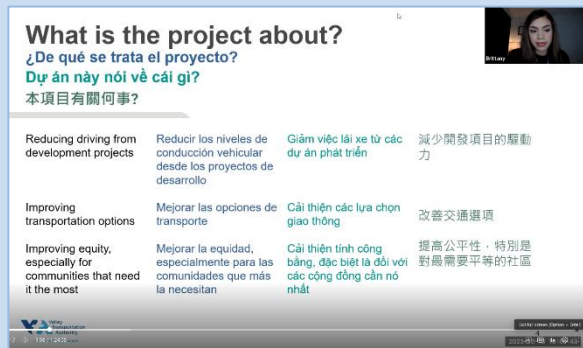 What is the project about?
¿De qué se trata el proyecto?
Dự án này nói về cái gì?
本項目有關何事?
Brittany
Reducing driving from
development projects
Reducir los niveles de
conducción vehicular
desde los proyectos de
desarrollo
Giảm việc lái xe từ các
dự án phát triển
減少開發項目的驅動
力
Improving
transportation options
Mejorar las opciones de
transporte
Cải thiện các lựa chọn
giao thông
改善交通選項
Improving equity,
especially for
communities that need
it the most
Mejorar la equidad,
especialmente para las
comunidades que más
la necesitan
Cải thiện tính công
bằng, đặc biệt là đối với
các cộng đồng cần nó
nhất
提高公平性，特別是
對最需要平等的社區
Valley
Transportation
Authority
4